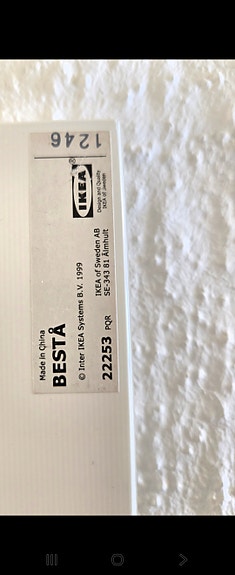 Made in China
BESTÅ
© Inter IKEA Systems B.V. 1999
22253 PQR
IKEA of Sweden AB
SE-343 81 Älmhult
IKEA®
Design and Quality
IKEA of Sweden
1246